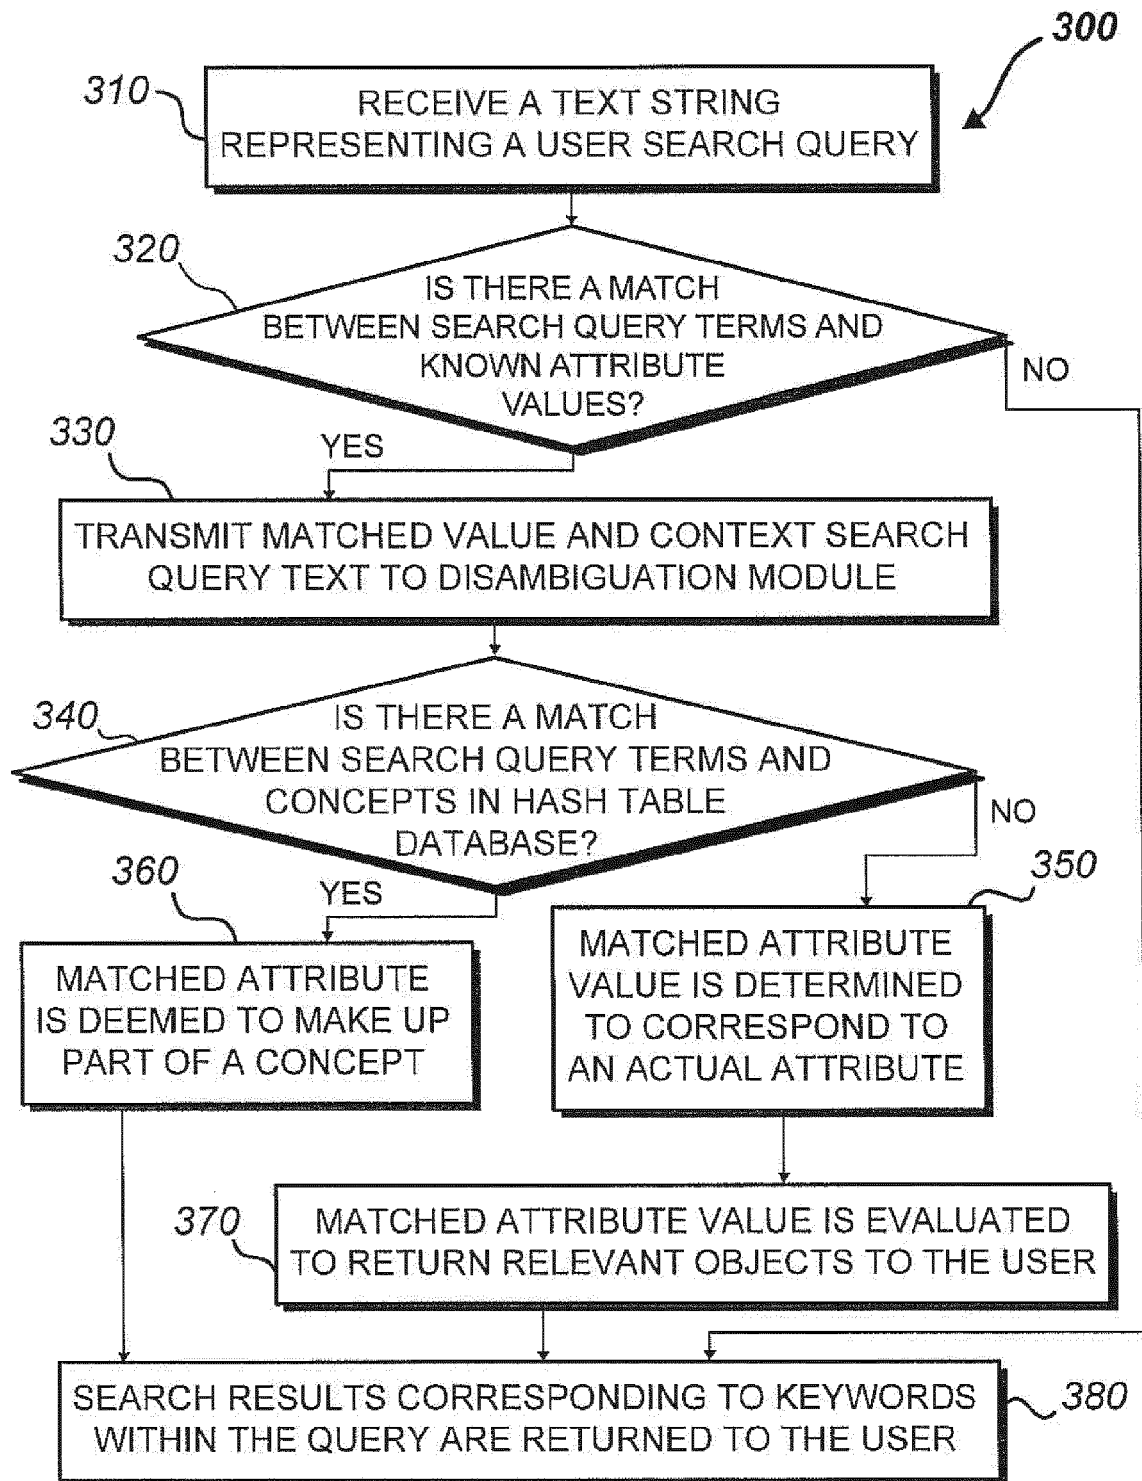 300
310
RECEIVE A TEXT STRING
REPRESENTING A USER SEARCH QUERY
320
IS THERE A MATCH
BETWEEN SEARCH QUERY TERMS AND
KNOWN ATTRIBUTE
VALUES?
NO
YES
330
TRANSMIT MATCHED VALUE AND CONTEXT SEARCH
QUERY TEXT TO DISAMBIGUATION MODULE
340
IS THERE A MATCH
BETWEEN SEARCH QUERY TERMS AND
CONCEPTS IN HASH TABLE
DATABASE?
NO
YES
360
MATCHED ATTRIBUTE
IS DEEMED TO MAKE UP
PART OF A CONCEPT
350
MATCHED ATTRIBUTE
VALUE IS DETERMINED
TO CORRESPOND TO
AN ACTUAL ATTRIBUTE
370
MATCHED ATTRIBUTE VALUE IS EVALUATED
TO RETURN RELEVANT OBJECTS TO THE USER
SEARCH RESULTS CORRESPONDING TO KEYWORDS
WITHIN THE QUERY ARE RETURNED TO THE USER
380